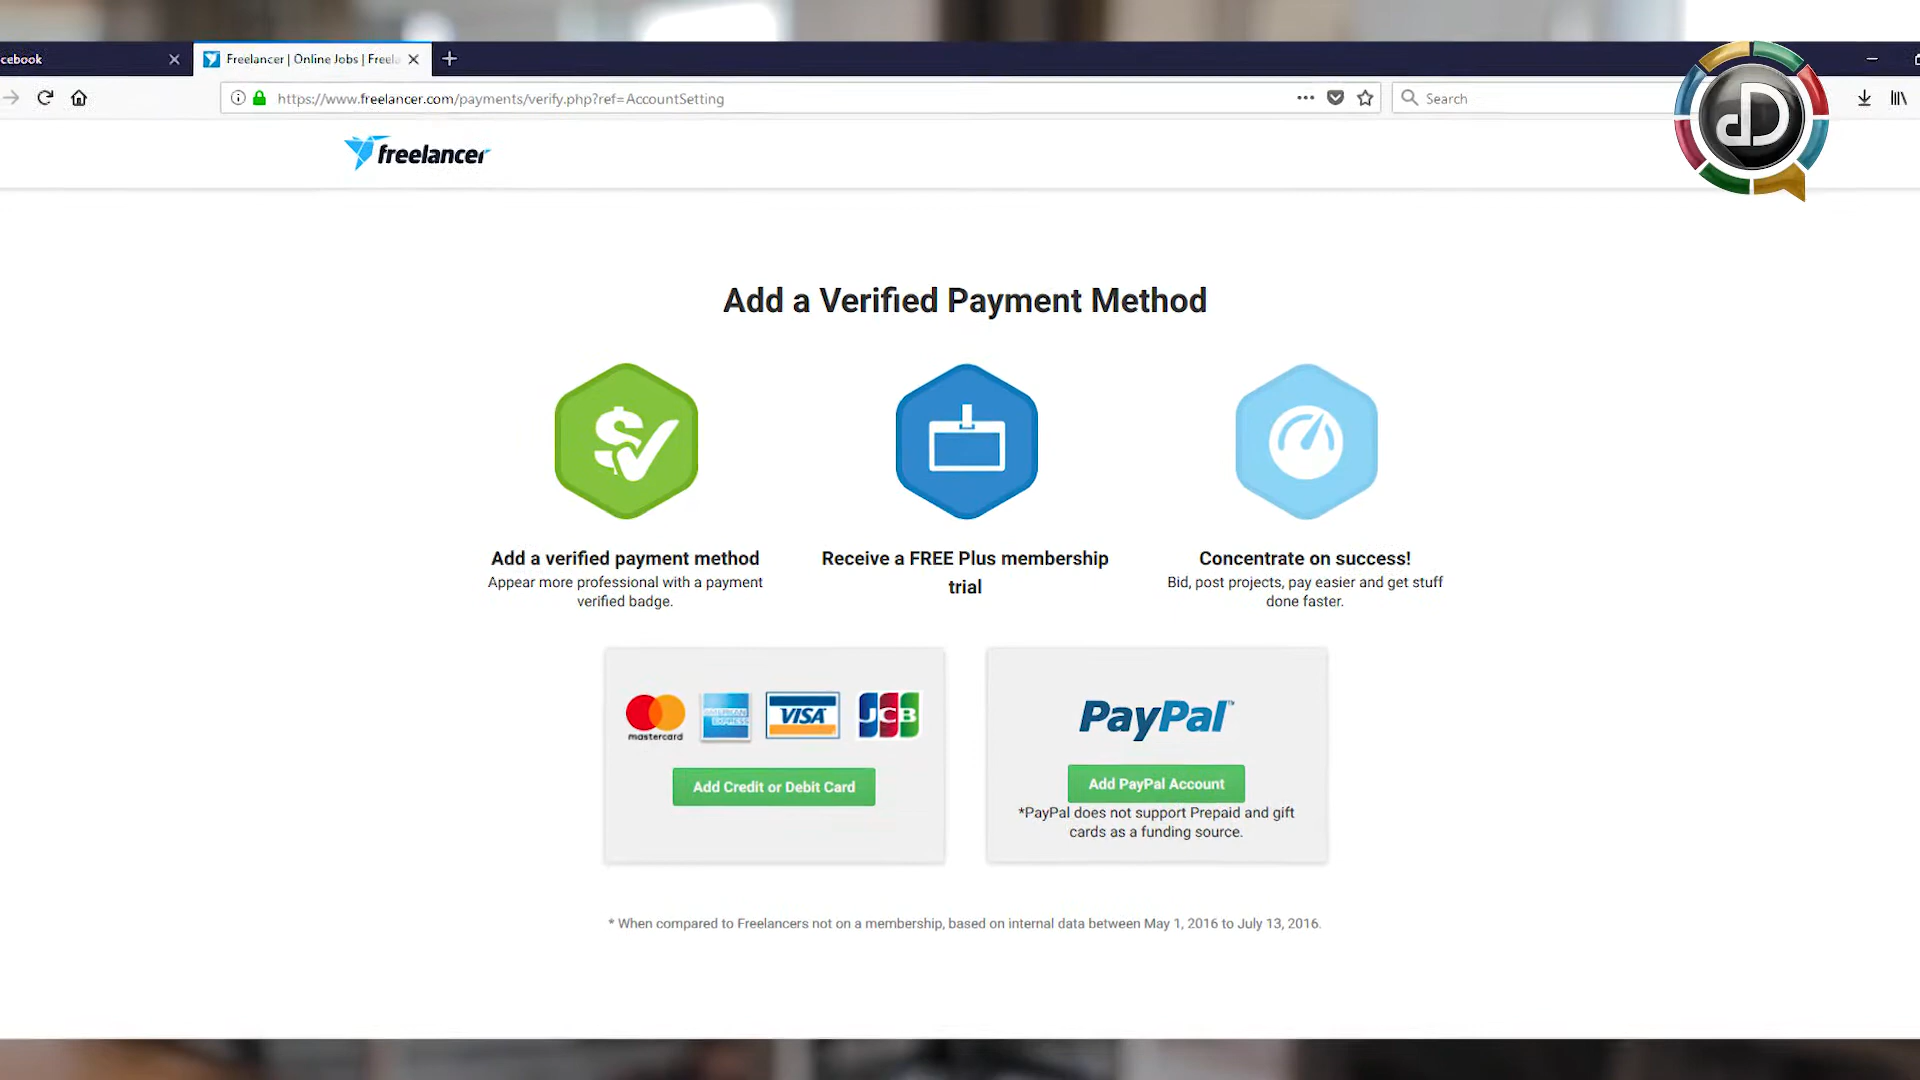 cebook
Freelancer | Online Jobs | Freela
https://www.freelancer.com/payments/verify.php?ref=AccountSetting
Search
freelancer
Add a Verified Payment Method
Add a verified payment method
Appear more professional with a payment
verified badge.
Receive a FREE Plus membership
trial
Concentrate on success!
Bid, post projects, pay easier and get stuff
done faster.
mastercard
AMERICAN
EXPRESS
VISA
JCB
Add Credit or Debit Card
PayPal™
Add PayPal Account
*PayPal does not support Prepaid and gift
cards as a funding source.
* When compared to Freelancers not on a membership, based on internal data between May 1, 2016 to July 13, 2016.